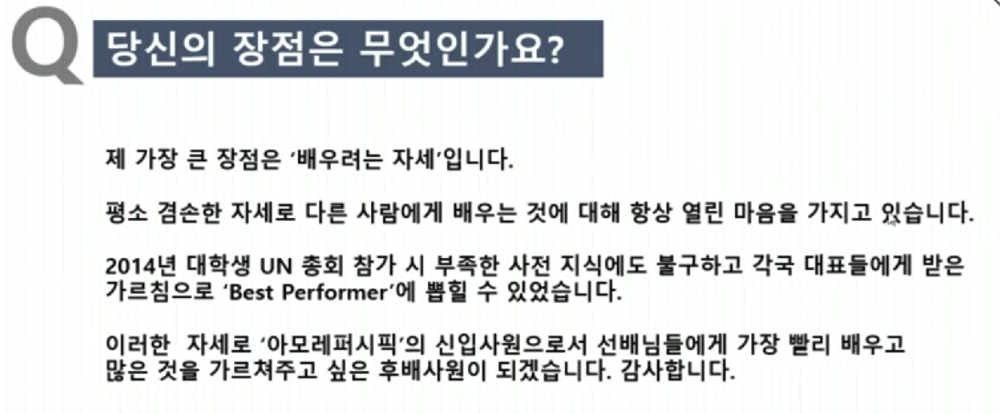 Q 당신의 장점은 무엇인가요?
제 가장 큰 장점은 ‘배우려는 자세’입니다.
평소 겸손한 자세로 다른 사람에게 배우는 것에 대해 항상 열린 마음을 가지고 있습니다.
2014년 대학생 UN 총회 참가 시 부족한 사전 지식에도 불구하고 각국 대표들에게 받은
가르침으로 ‘Best Performer’에 뽑힐 수 있었습니다.
이러한 자세로 ‘아모레퍼시픽’의 신입사원으로서 선배님들에게 가장 빨리 배우고
많은 것을 가르쳐주고 싶은 후배사원이 되겠습니다. 감사합니다.